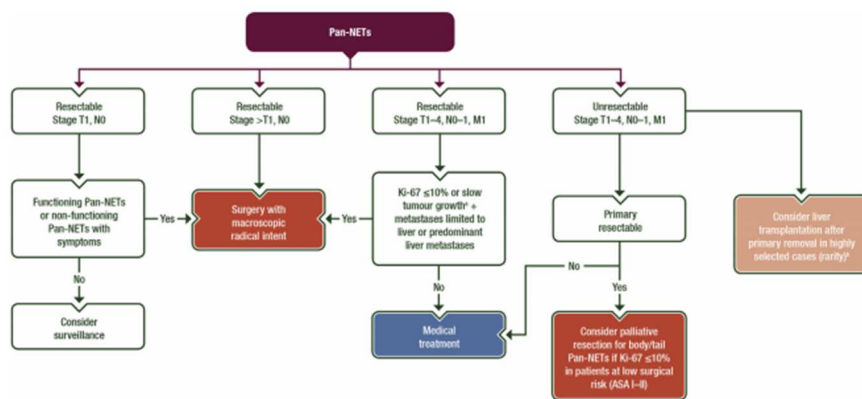 Pan-NETs
Resectable
Stage T1, N0
Resectable
Stage >T1, N0
Resectable
Stage T1–4, N0–1, M1
Unresectable
Stage T1–4, N0–1, M1
Functioning Pan-NETs
or non-functioning
Pan-NETs with
symptoms
Yes
Surgery with
macroscopic
radical intent
Yes
Ki-67 ≤10% or slow
tumour growth +
metastases limited to
liver or predominant
liver metastases
Primary
resectable
Consider liver
transplantation after
primary removal in highly
selected cases (rarity)
No
No
No
Yes
Consider
surveillance
Medical
treatment
Consider palliative
resection for body/tail
Pan-NETs if Ki-67 ≤10%
in patients at low surgical
risk (ASA I–II)